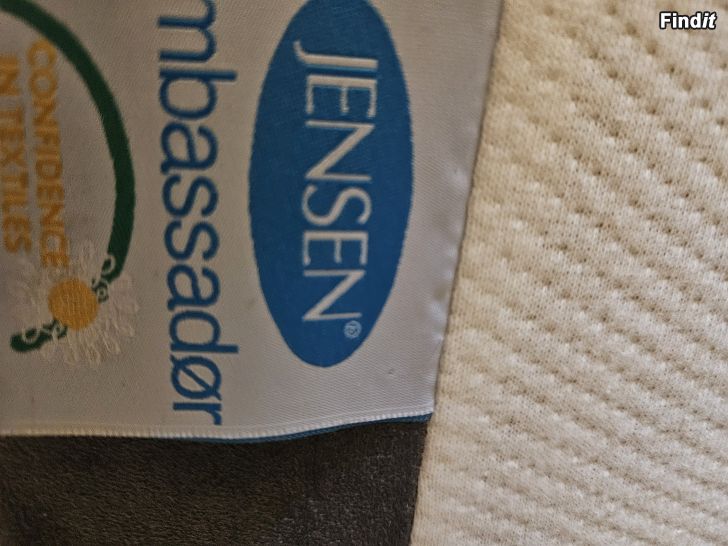 Findit
JENSEN®
mbassadør
CONFIDENCE
IN TEXTILES